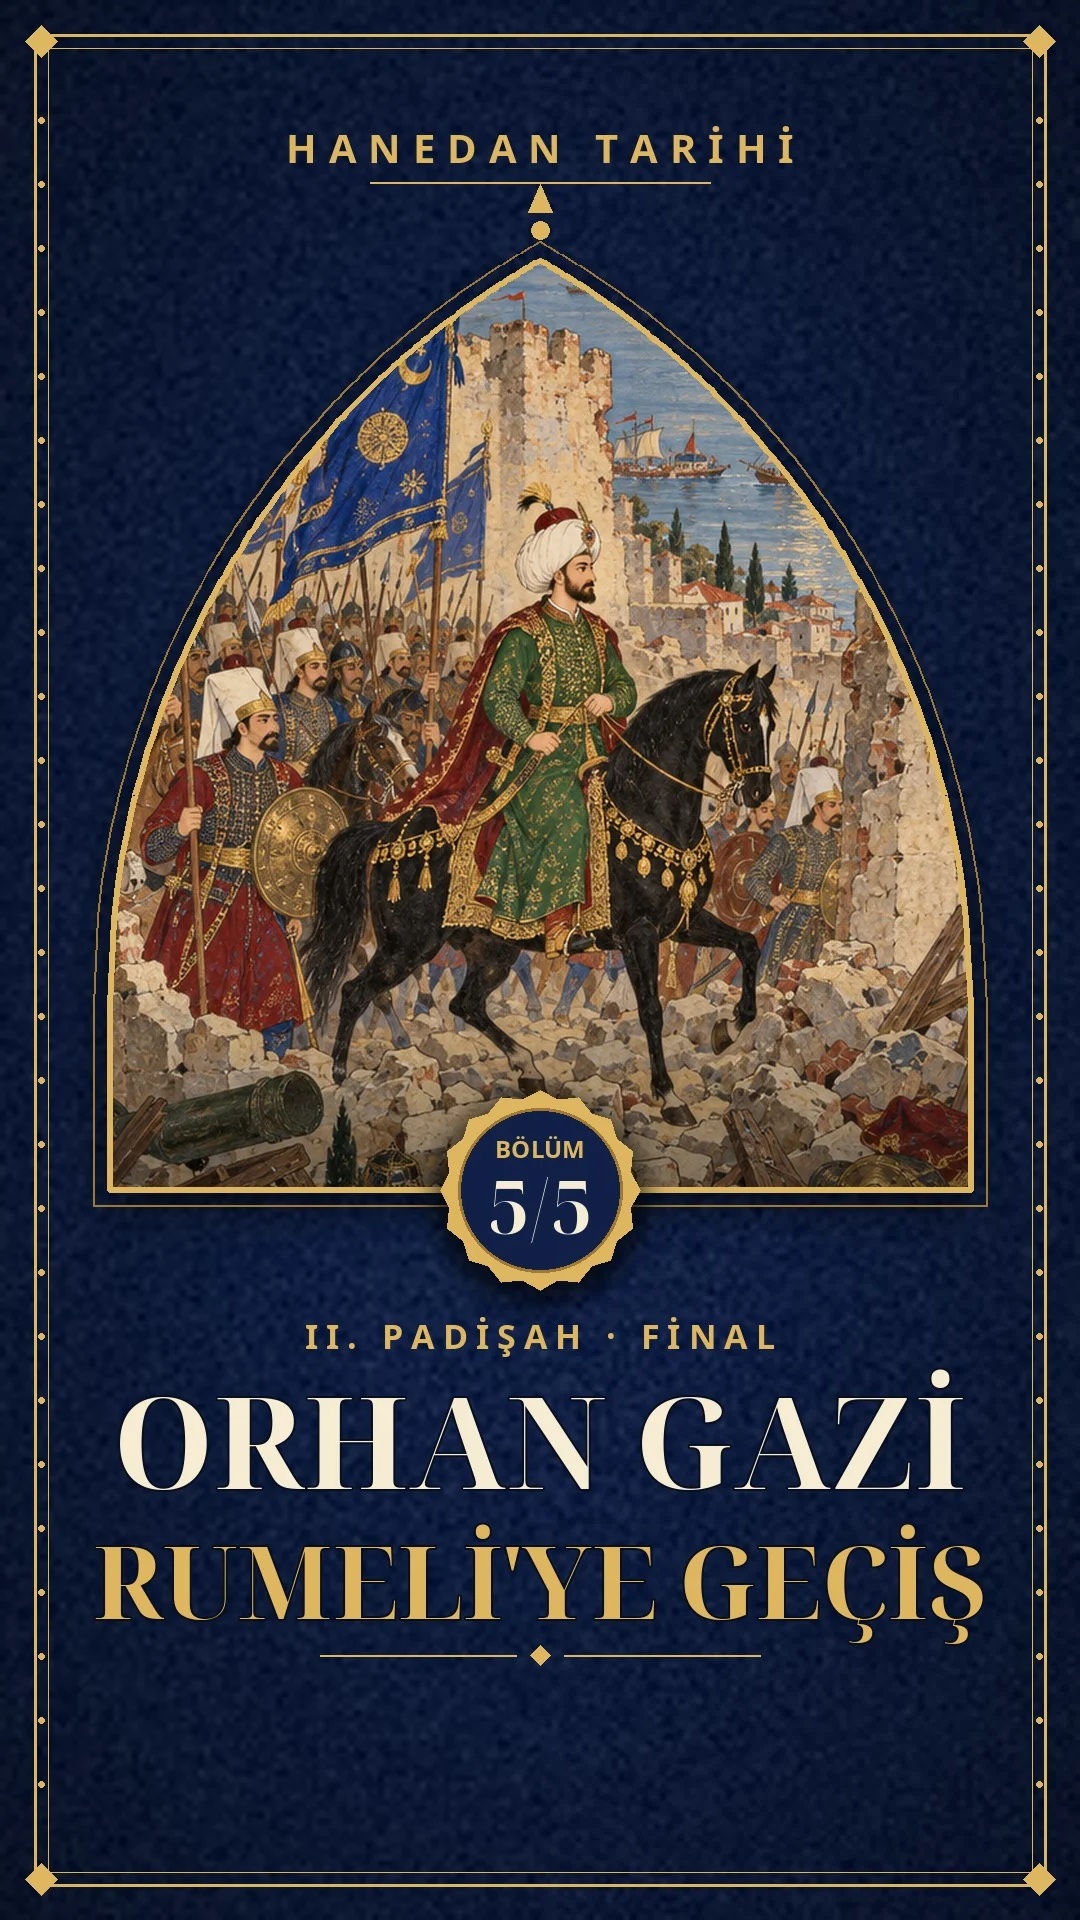 HANEDAN TARİHİ
BÖLÜM
5/5
II. PADİŞAH · FİNAL
ORHAN GAZİ
RUMELİ'YE GEÇİŞ